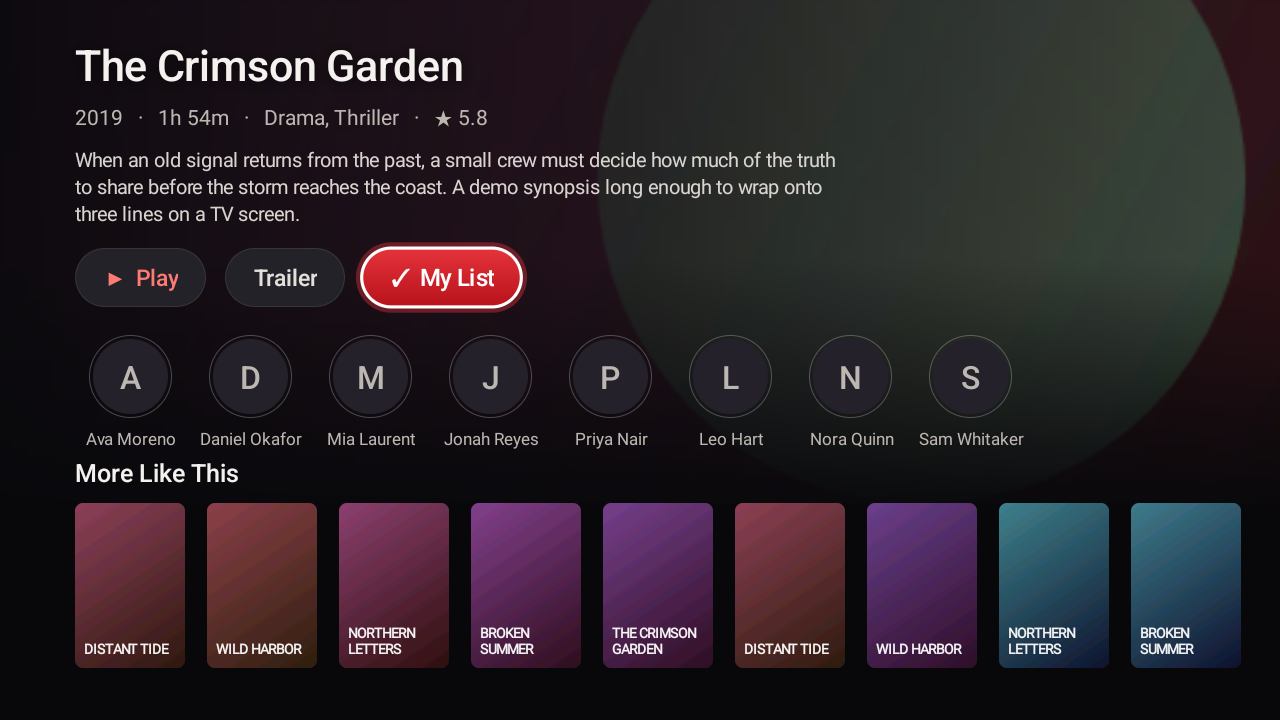 The Crimson Garden
2019 · 1h 54m · Drama, Thriller · ★ 5.8
When an old signal returns from the past, a small crew must decide how much of the truth
to share before the storm reaches the coast. A demo synopsis long enough to wrap onto
three lines on a TV screen.
► Play Trailer ✓ My List
A D M J P L N S
Ava Moreno Daniel Okafor Mia Laurent Jonah Reyes Priya Nair Leo Hart Nora Quinn Sam Whitaker
More Like This
DISTANT TIDE
WILD HARBOR
NORTHERN
LETTERS
BROKEN
SUMMER
THE CRIMSON
GARDEN
DISTANT TIDE
WILD HARBOR
NORTHERN
LETTERS
BROKEN
SUMMER